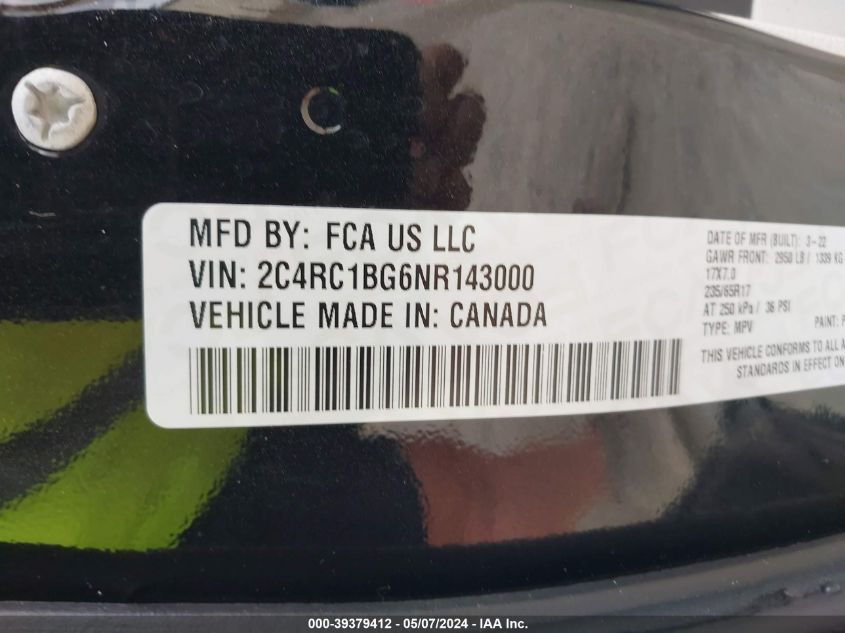 MFD BY: FCA US LLC
VIN: 2C4RC1BG6NR143000
VEHICLE MADE IN: CANADA
DATE OF MFR (BUILT): 3-22
GAWR FRONT: 2950 LB/ 1339 KG
17X7.0
235/65R17
AT 250 kPa / 36 PSI
TYPE: MPV PAINT:
THIS VEHICLE CONFORMS TO ALL A
STANDARDS IN EFFECT ON
000-39379412 - 05/07/2024 - IAA Inc.